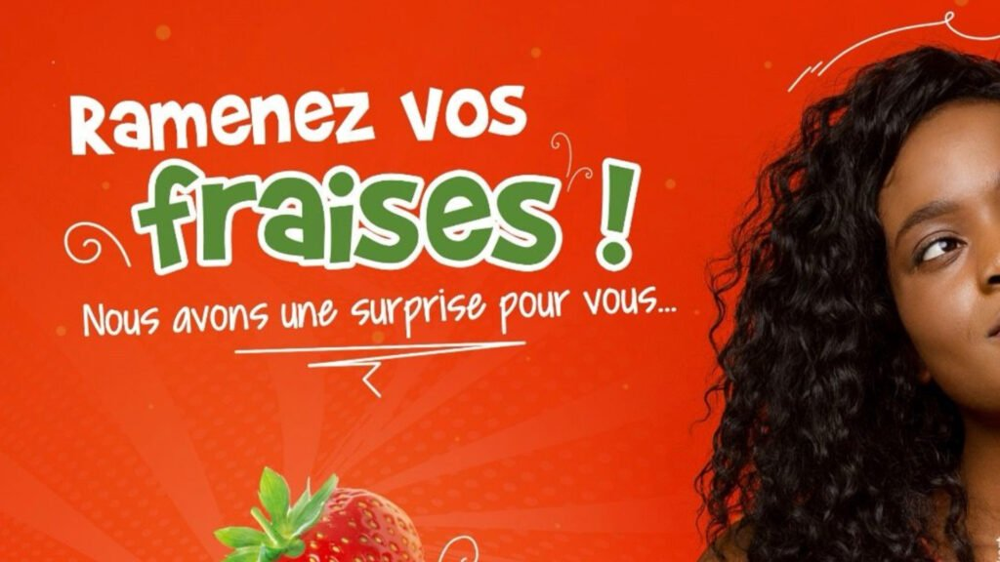 Ramenez vos
fraises !
Nous avons une surprise pour vous...